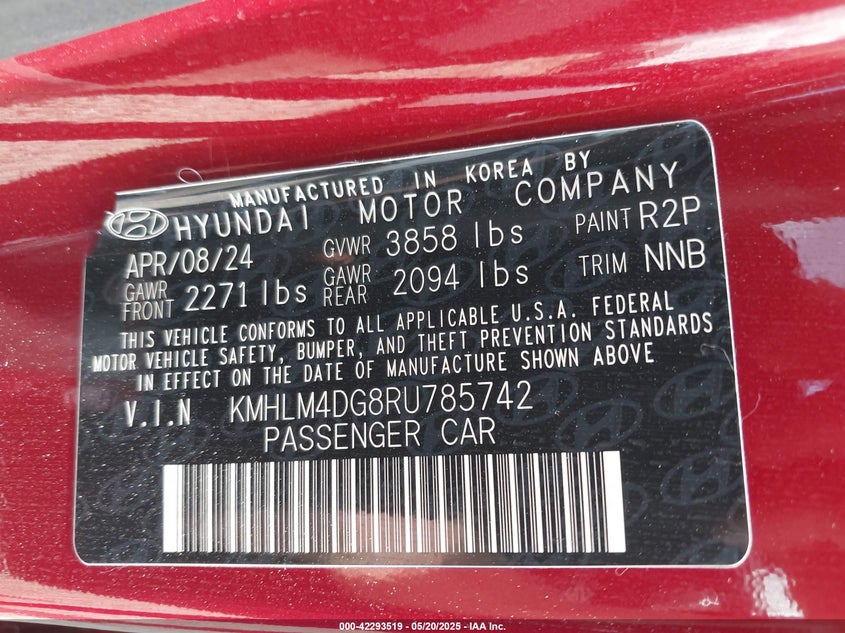 MANUFACTURED IN KOREA BY
HYUNDAI MOTOR COMPANY
APR/08/24 GVWR 3858 lbs PAINT R2P
GAWR FRONT 2271 lbs GAWR REAR 2094 lbs TRIM NNB
THIS VEHICLE CONFORMS TO ALL APPLICABLE U.S.A. FEDERAL
MOTOR VEHICLE SAFETY, BUMPER, AND THEFT PREVENTION STANDARDS
IN EFFECT ON THE DATE OF MANUFACTURE SHOWN ABOVE
V.I.N KMHLM4DG8RU785742
PASSENGER CAR
000-42293519 - 05/20/2025 - IAA Inc.